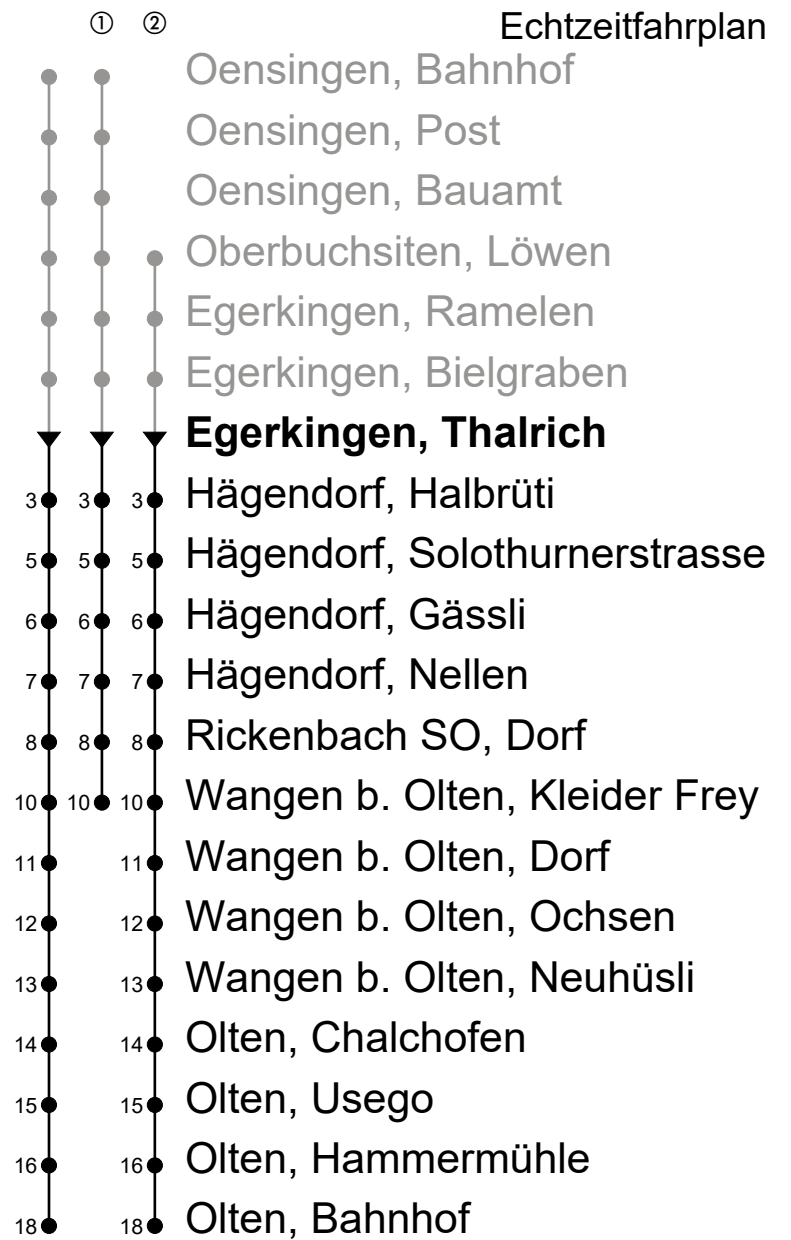 ① ② Echtzeitfahrplan
Oensingen, Bahnhof
Oensingen, Post
Oensingen, Bauamt
Oberbuchsiten, Löwen
Egerkingen, Ramelen
Egerkingen, Bielgraben
Egerkingen, Thalrich
3 3 3 Hägendorf, Halbrüti
5 5 5 Hägendorf, Solothurnerstrasse
6 6 6 Hägendorf, Gässli
7 7 7 Hägendorf, Nellen
8 8 8 Rickenbach SO, Dorf
10 10 10 Wangen b. Olten, Kleider Frey
11 11 Wangen b. Olten, Dorf
12 12 Wangen b. Olten, Ochsen
13 13 Wangen b. Olten, Neuhüsli
14 14 Olten, Chalchofen
15 15 Olten, Usego
16 16 Olten, Hammermühle
18 18 Olten, Bahnhof